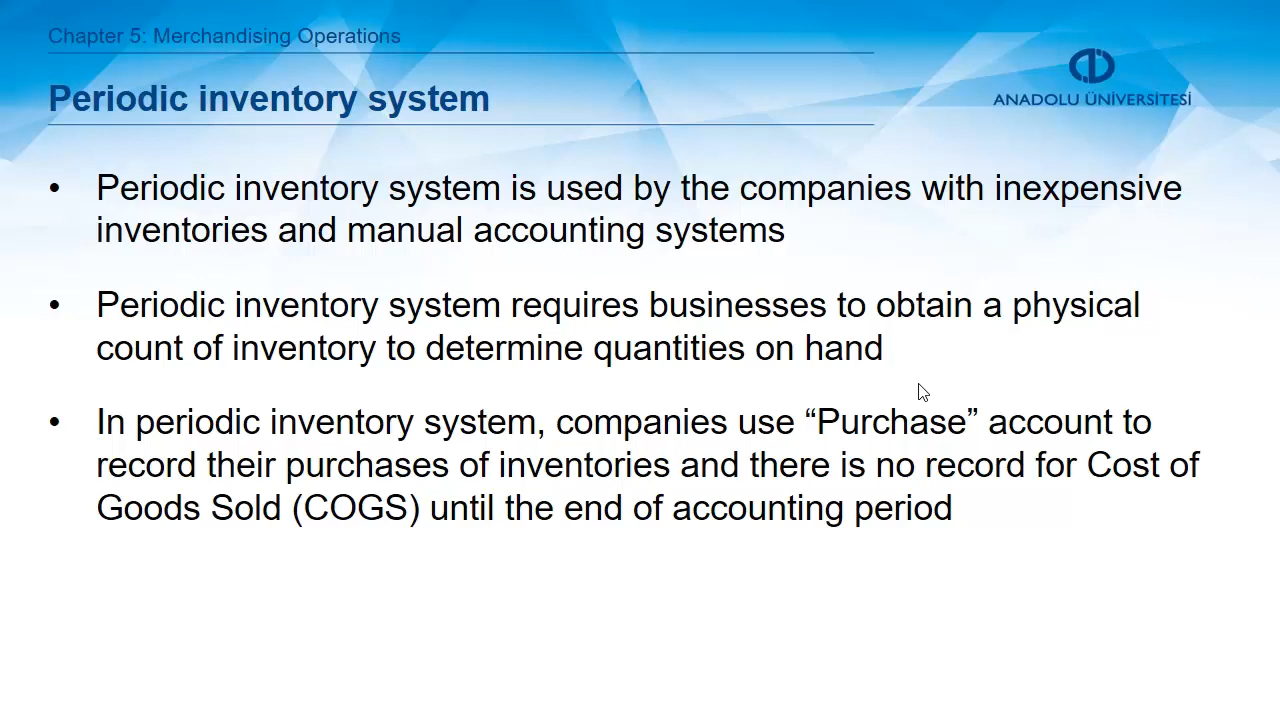 Chapter 5: Merchandising Operations
Periodic inventory system
ANADOLU ÜNİVERSİTESİ
• Periodic inventory system is used by the companies with inexpensive
inventories and manual accounting systems
• Periodic inventory system requires businesses to obtain a physical
count of inventory to determine quantities on hand
• In periodic inventory system, companies use “Purchase” account to
record their purchases of inventories and there is no record for Cost of
Goods Sold (COGS) until the end of accounting period